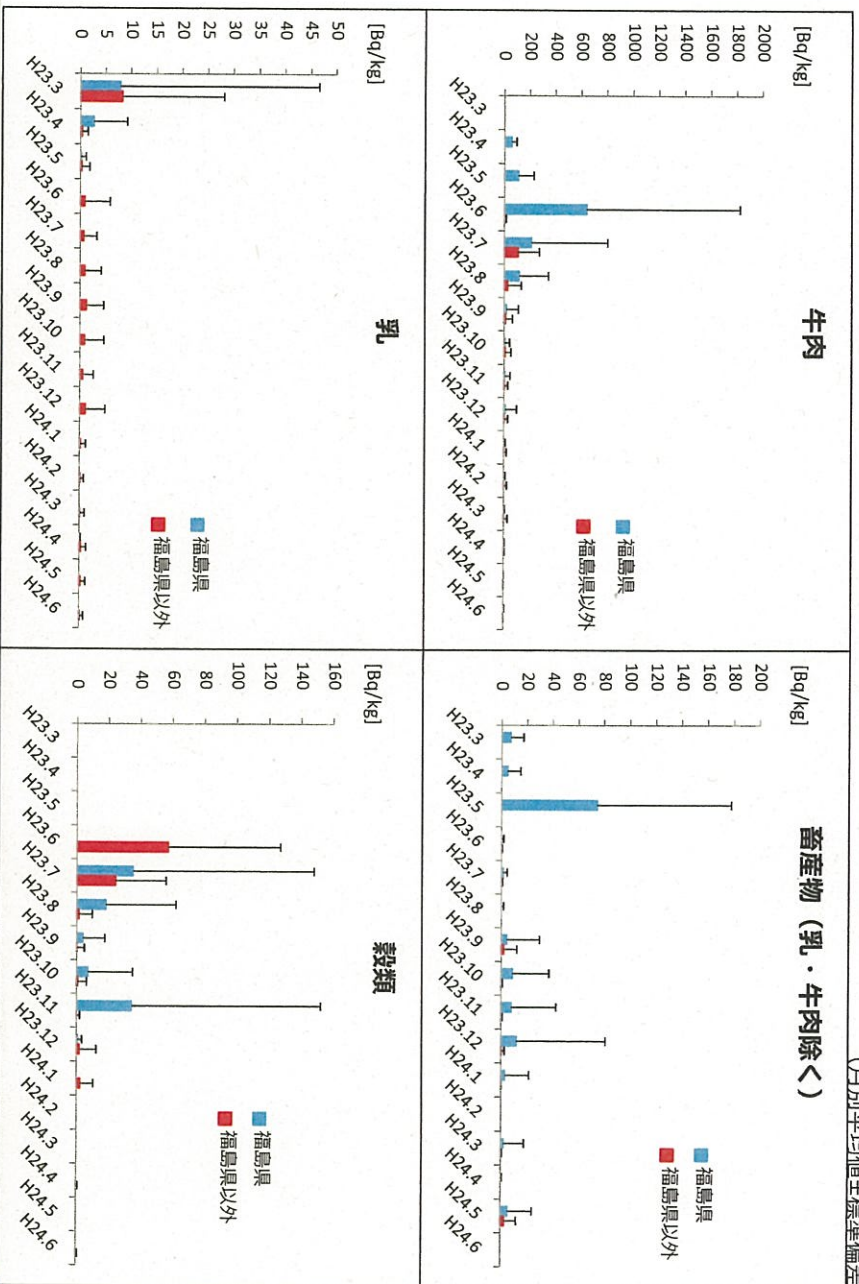 (月別平均値±標準偏差
牛肉
[Bq/kg]
2000
1800
1600
1400
1200
1000
800
600
400
200
0
福島県
福島県以外
H23.3
H23.4
H23.5
H23.6
H23.7
H23.8
H23.9
H23.10
H23.11
H23.12
H24.1
H24.2
H24.3
H24.4
H24.5
H24.6
畜産物(乳・牛肉除く)
[Bq/kg]
200
180
160
140
120
100
80
60
40
20
0
福島県
福島県以外
H23.3
H23.4
H23.5
H23.6
H23.7
H23.8
H23.9
H23.10
H23.11
H23.12
H24.1
H24.2
H24.3
H24.4
H24.5
H24.6
乳
[Bq/kg]
50
45
40
35
30
25
20
15
10
5
0
福島県
福島県以外
H23.3
H23.4
H23.5
H23.6
H23.7
H23.8
H23.9
H23.10
H23.11
H23.12
H24.1
H24.2
H24.3
H24.4
H24.5
H24.6
穀類
[Bq/kg]
160
140
120
100
80
60
40
20
0
福島県
福島県以外
H23.3
H23.4
H23.5
H23.6
H23.7
H23.8
H23.9
H23.10
H23.11
H23.12
H24.1
H24.2
H24.3
H24.4
H24.5
H24.6